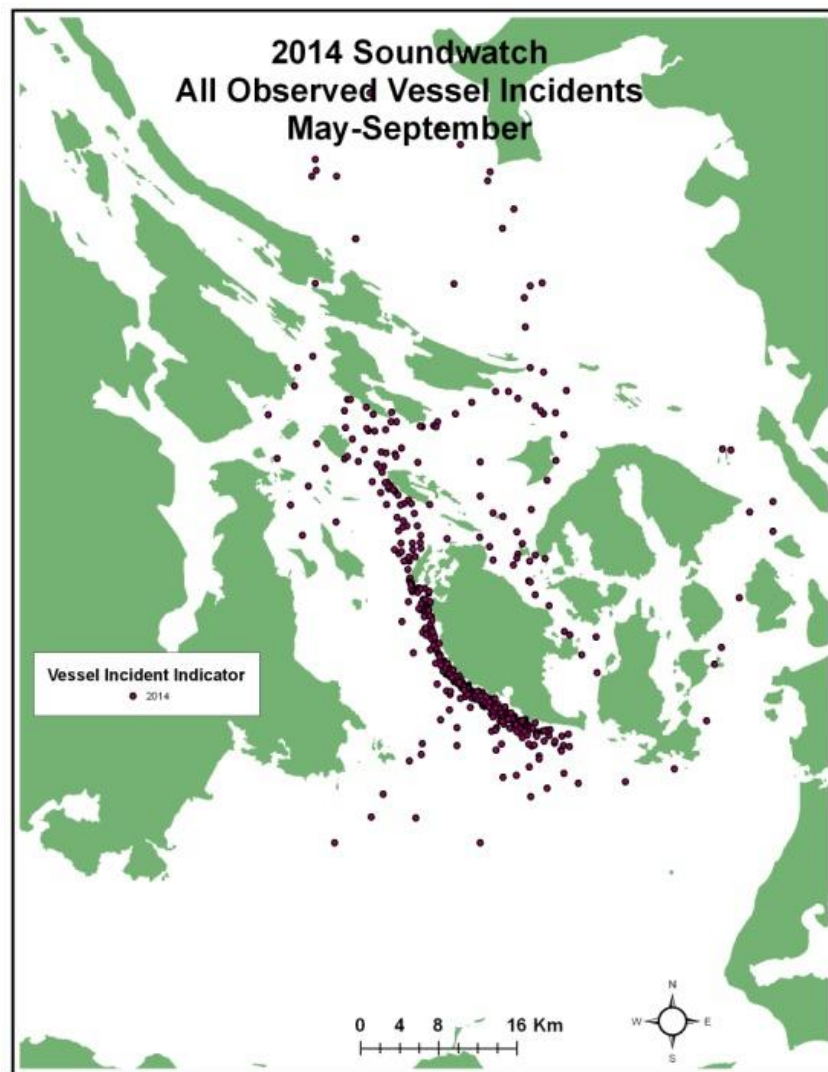 2014 Soundwatch
All Observed Vessel Incidents
May-September
Vessel Incident Indicator
2014
N
W E
S
0 4 8 16 Km